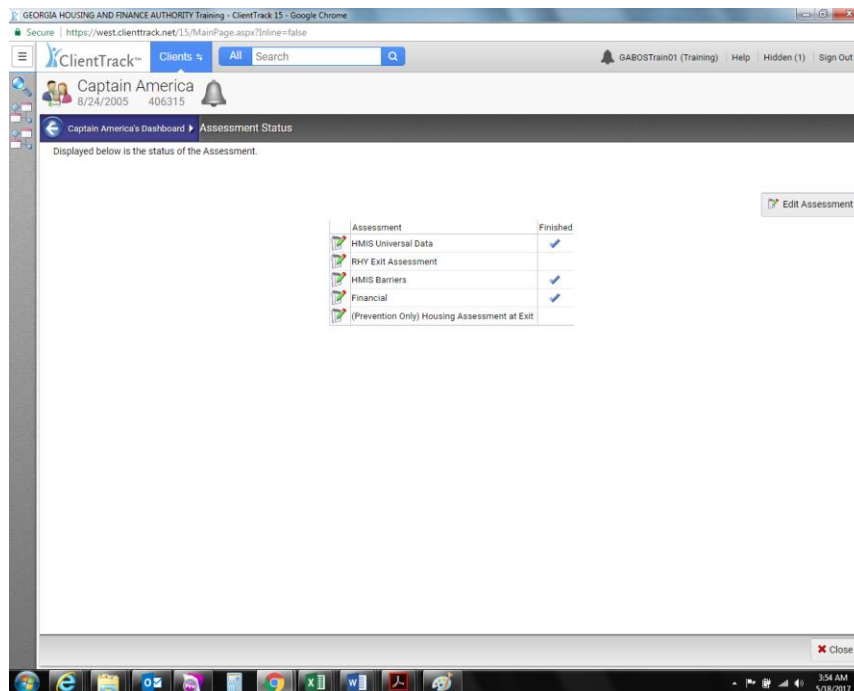 GEORGIA HOUSING AND FINANCE AUTHORITY Training - ClientTrack 15 - Google Chrome
Secure | https://west.clienttrack.net/15/MainPage.aspx?Inline=false
ClientTrack™ Clients All Search GABOSTrain01 (Training) Help Hidden (1) Sign Out
Captain America
8/24/2005 406315
Captain America's Dashboard Assessment Status
Displayed below is the status of the Assessment.
Edit Assessment
Assessment Finished
HMIS Universal Data
RHY Exit Assessment
HMIS Barriers
Financial
(Prevention Only) Housing Assessment at Exit
Close
3:54 AM
5/18/2017